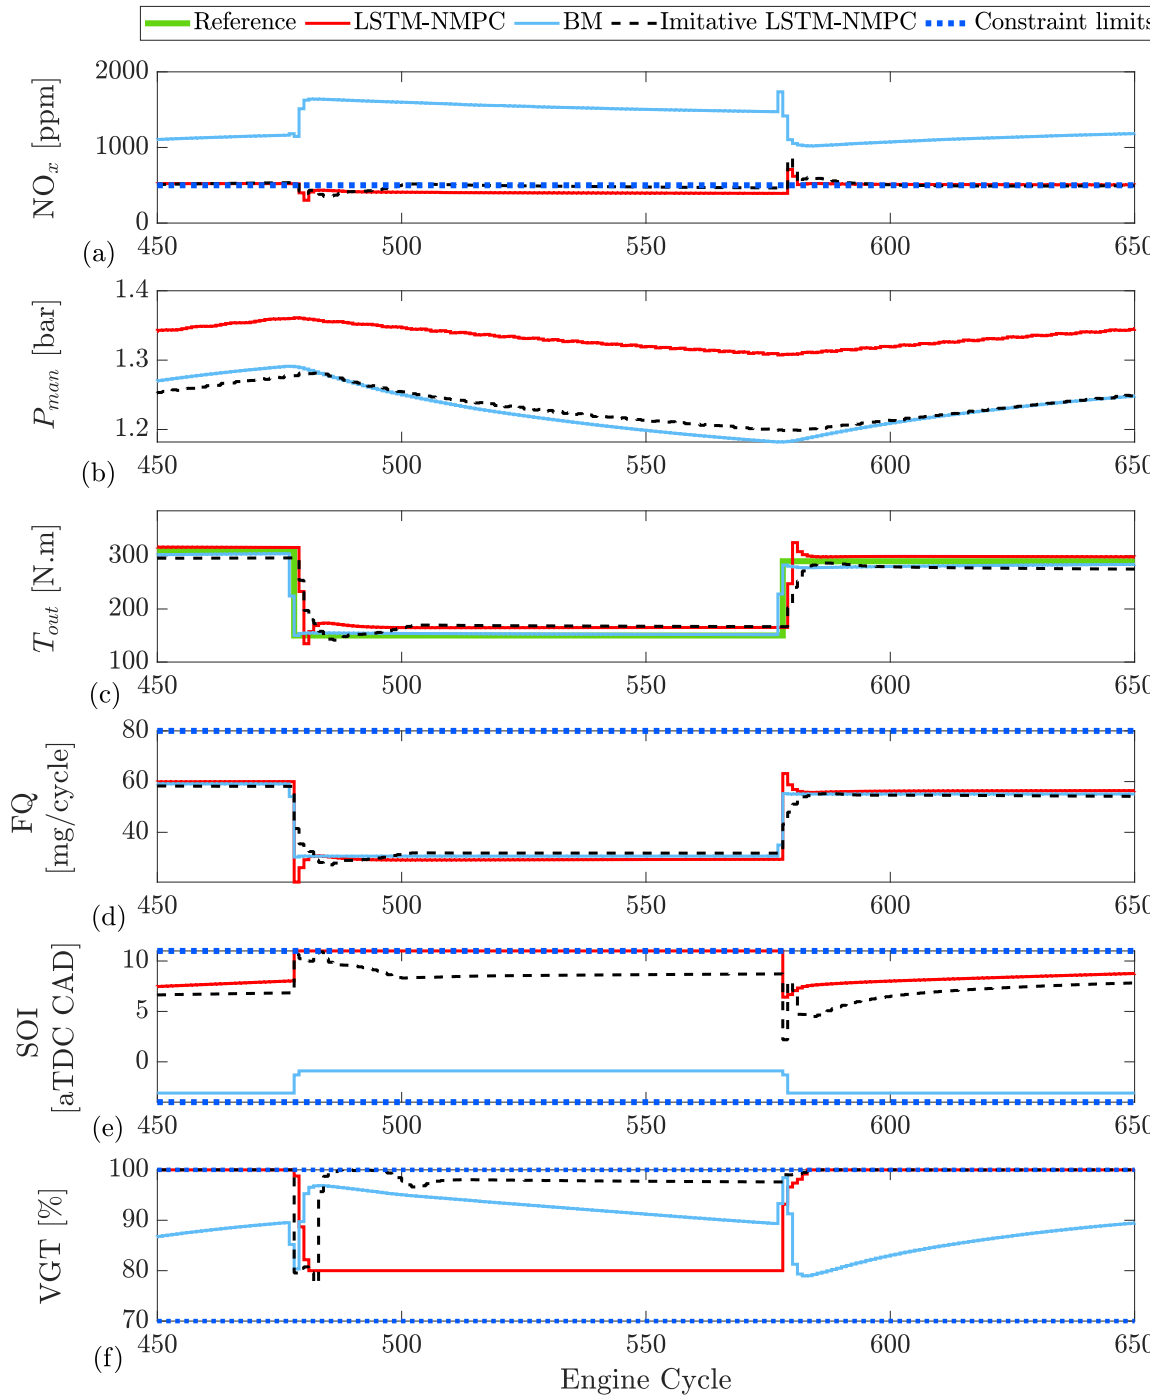 Reference LSTM-NMPC BM Imitative LSTM-NMPC Constraint limits
NOx [ppm]
2000
1000
0
450 500 550 600 650
(a)
Pman [bar]
1.4
1.3
1.2
450 500 550 600 650
(b)
Tout [N.m]
300
200
100
450 500 550 600 650
(c)
FQ
[mg/cycle]
80
60
40
450 500 550 600 650
(d)
SOI
[aTDC CAD]
10
5
0
450 500 550 600 650
(e)
VGT [%]
100
90
80
70
450 500 550 600 650
(f)
Engine Cycle